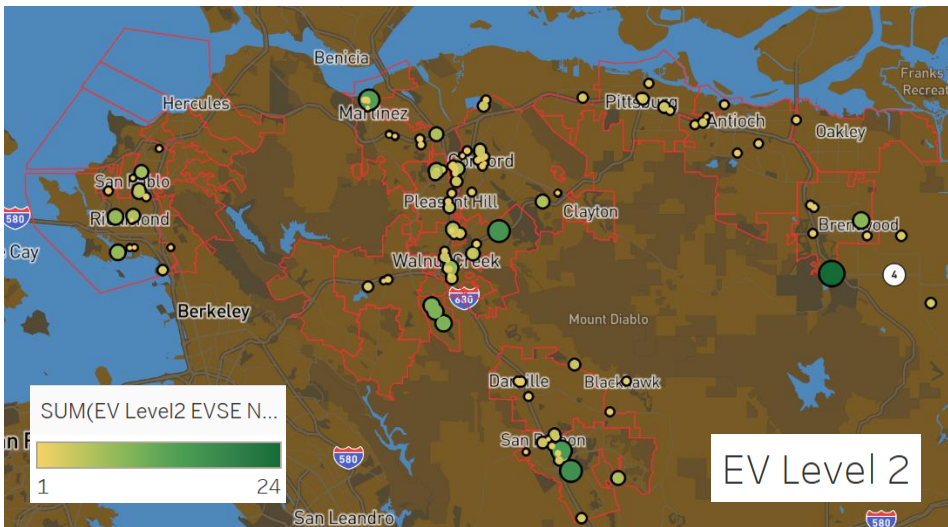 Benicia
Franks
Recreat
Hercules
Martinez
Pittsburg
Antioch
Oakley
Concord
San Pablo
Pleasant Hill
Clayton
Richmond
580
Brentwood
e Cay
Walnut Creek
4
680
Berkeley
Mount Diablo
Danville
Blackhawk
SUM(EV Level2 EVSE N...
an F
San Ramon
580
EV Level 2
1
24
San Leandro
580